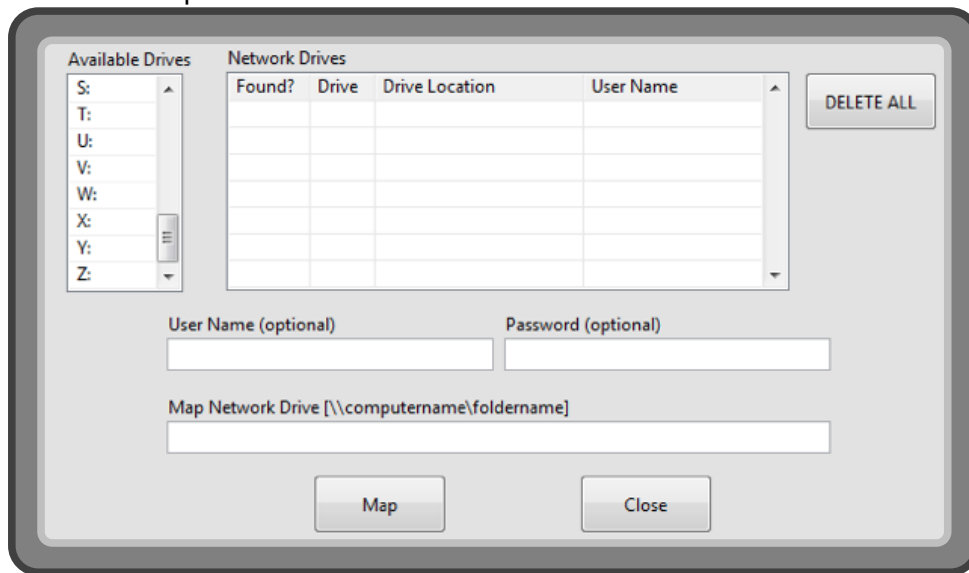 Available Drives
Network Drives
S:
T:
U:
V:
W:
X:
Y:
Z:
Found? Drive Drive Location User Name
DELETE ALL
User Name (optional)
Password (optional)
Map Network Drive [\\computername\foldername]
Map
Close